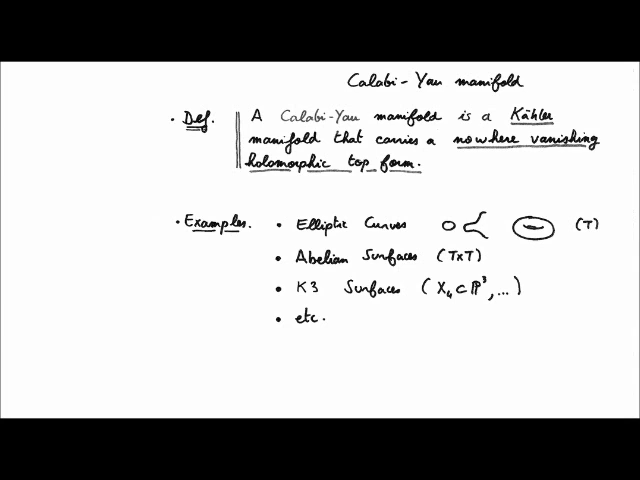 Calabi-Yau manifold
• Def. A Calabi-Yau manifold is a Kähler
manifold that carries a nowhere vanishing
holomorphic top form.
• Examples. • Elliptic Curves (T)
• Abelian Surfaces (T×T)
• K3 Surfaces (X₄ ⊂ ℙ³, ...)
• etc.